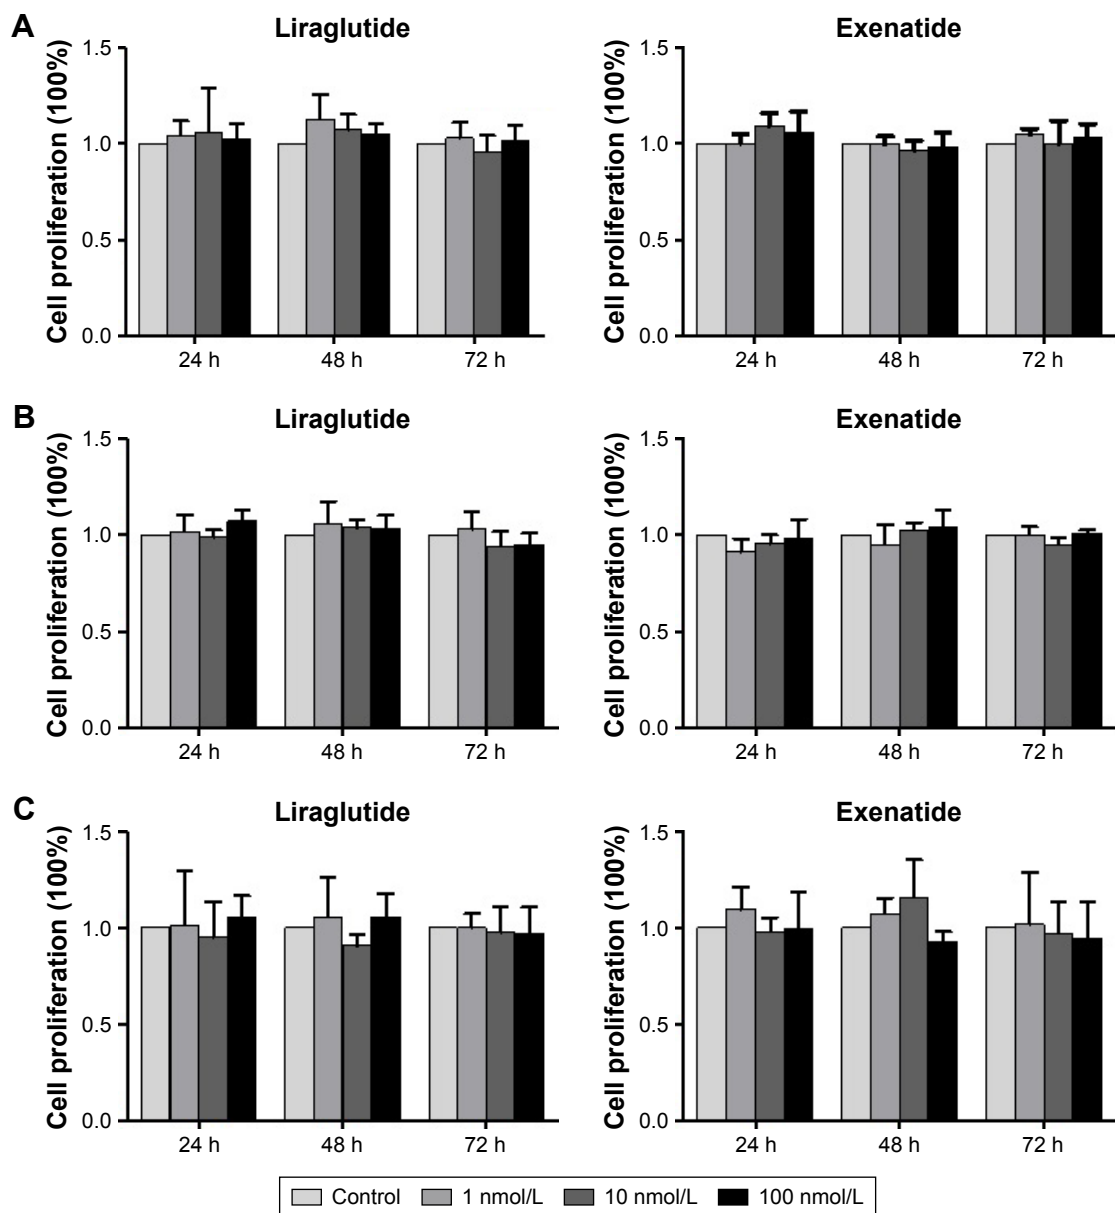 A
Liraglutide
Exenatide
Cell proliferation (100%)
1.5
1.0
0.5
0.0
24 h 48 h 72 h
Cell proliferation (100%)
1.5
1.0
0.5
0.0
24 h 48 h 72 h
B
Liraglutide
Exenatide
Cell proliferation (100%)
1.5
1.0
0.5
0.0
24 h 48 h 72 h
Cell proliferation (100%)
1.5
1.0
0.5
0.0
24 h 48 h 72 h
C
Liraglutide
Exenatide
Cell proliferation (100%)
1.5
1.0
0.5
0.0
24 h 48 h 72 h
Cell proliferation (100%)
1.5
1.0
0.5
0.0
24 h 48 h 72 h
Control 1 nmol/L 10 nmol/L 100 nmol/L